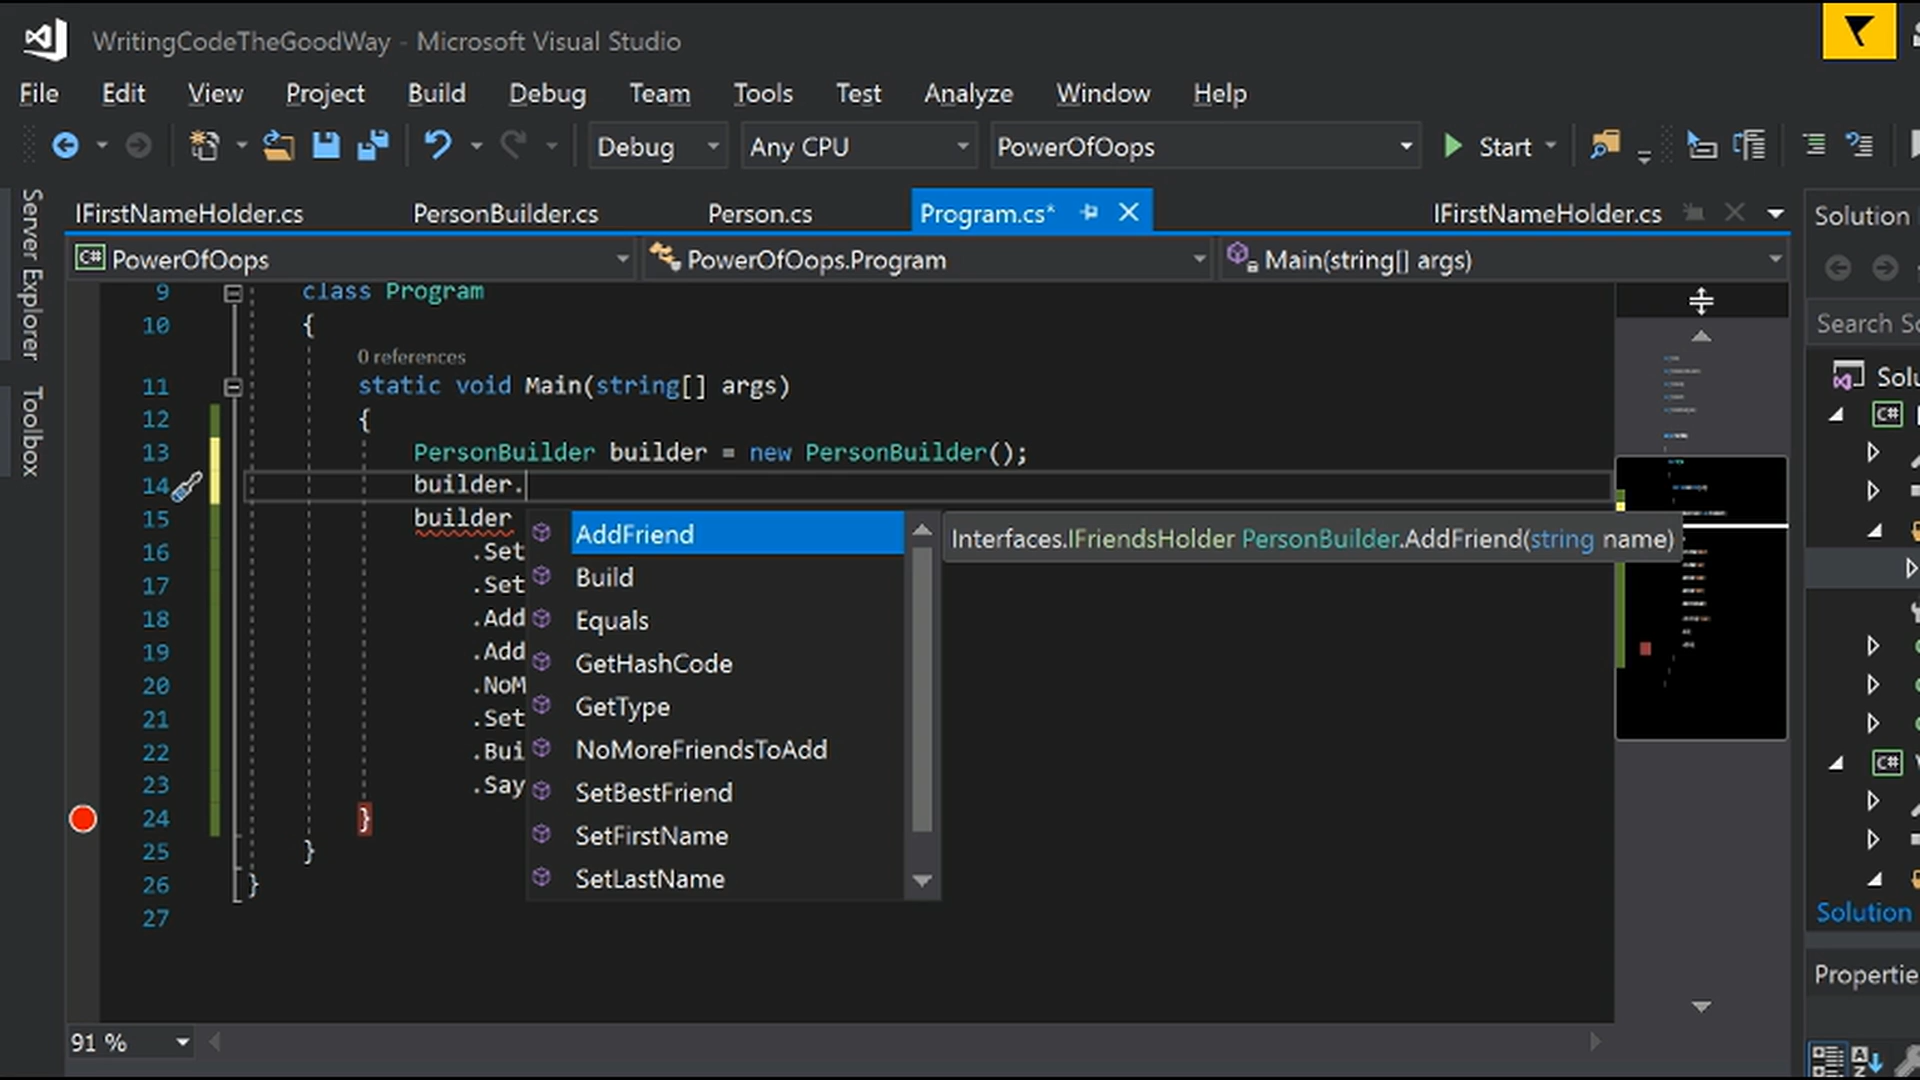 WritingCodeTheGoodWay - Microsoft Visual Studio
File Edit View Project Build Debug Team Tools Test Analyze Window Help
Debug Any CPU PowerOfOops Start
Server Explorer
Toolbox
IFirstNameHolder.cs PersonBuilder.cs Person.cs Program.cs* IFirstNameHolder.cs
C# PowerOfOops PowerOfOops.Program Main(string[] args)
9 class Program
10 {
0 references
11 static void Main(string[] args)
12 {
13 PersonBuilder builder = new PersonBuilder();
14 builder.
15 builder
16 .Set
17 .Set
18 .Add
19 .Add
20 .NoM
21 .Set
22 .Bui
23 .Say
24 }
25 }
26 }
27
AddFriend
Build
Equals
GetHashCode
GetType
NoMoreFriendsToAdd
SetBestFriend
SetFirstName
SetLastName
Interfaces.IFriendsHolder PersonBuilder.AddFriend(string name)
91 %
Solution
Search So
Solu
C#
C#
Solution
Propertie